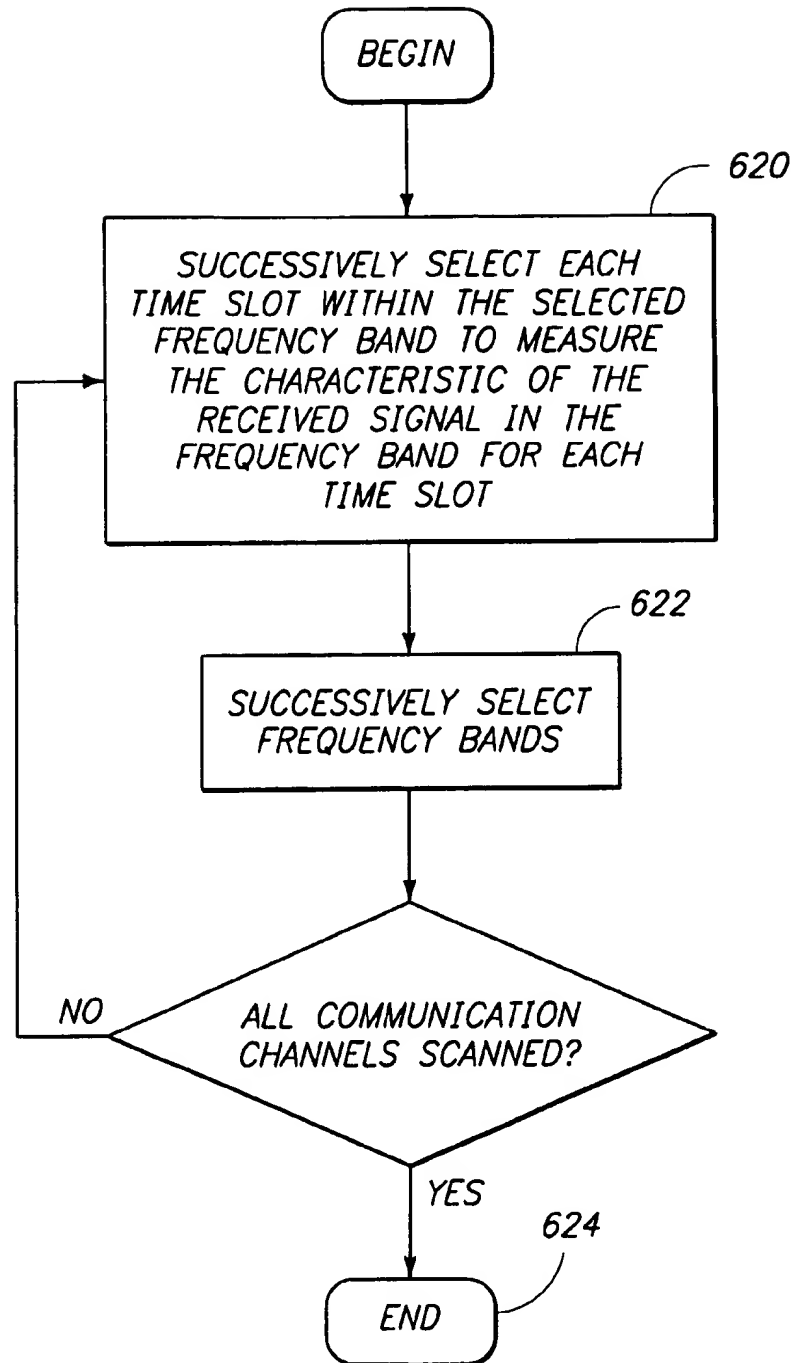 BEGIN
620
SUCCESSIVELY SELECT EACH
TIME SLOT WITHIN THE SELECTED
FREQUENCY BAND TO MEASURE
THE CHARACTERISTIC OF THE
RECEIVED SIGNAL IN THE
FREQUENCY BAND FOR EACH
TIME SLOT
622
SUCCESSIVELY SELECT
FREQUENCY BANDS
NO
ALL COMMUNICATION
CHANNELS SCANNED?
YES
624
END